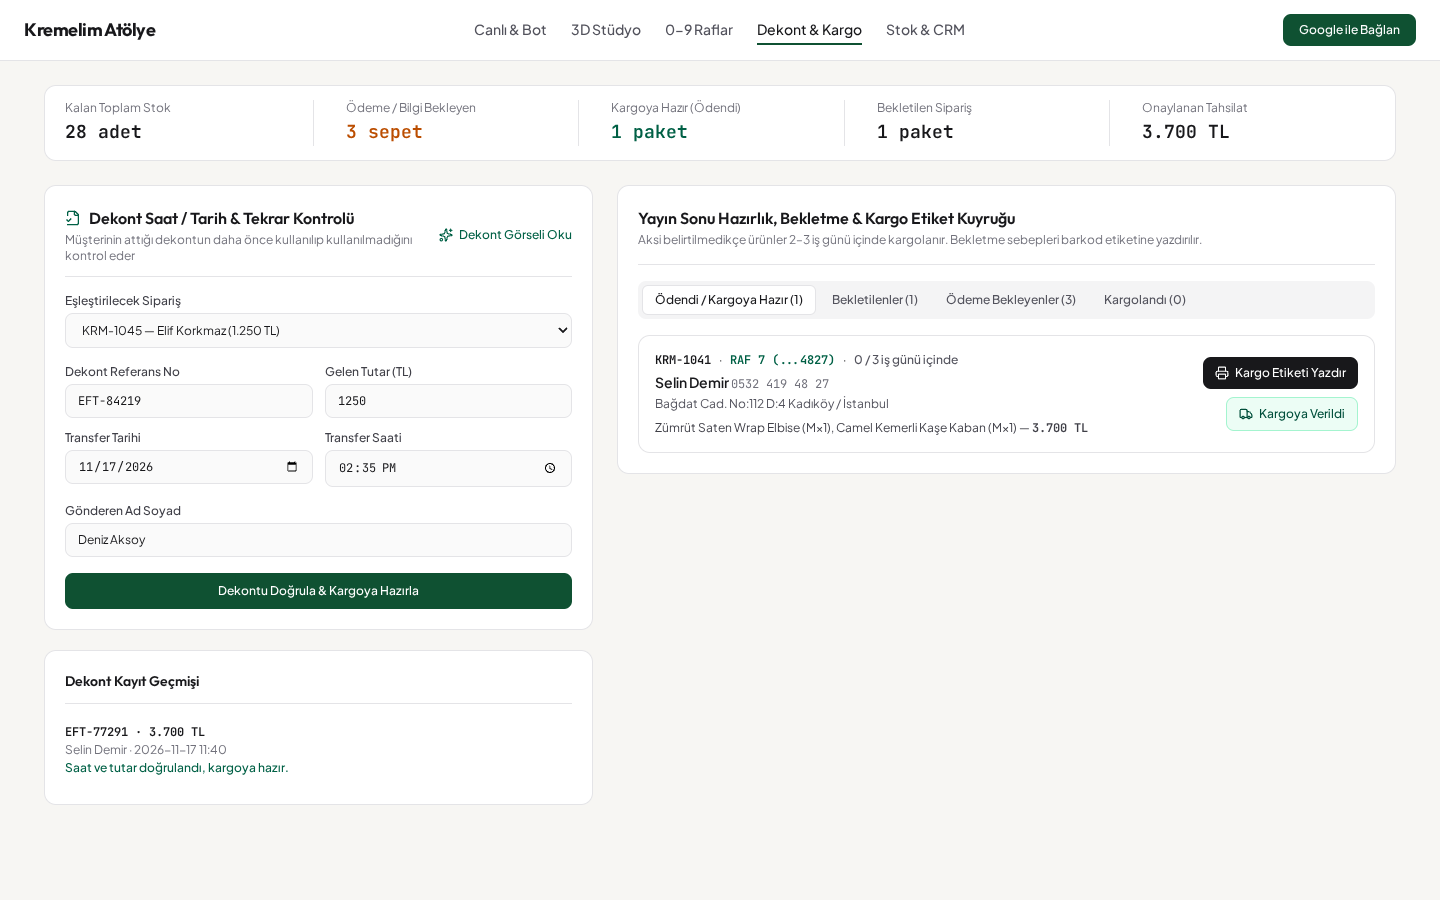 Kremelim Atölye
Canlı & Bot
3D Stüdyo
0–9 Raflar
Dekont & Kargo
Stok & CRM
Google ile Bağlan
Kalan Toplam Stok
28 adet
Ödeme / Bilgi Bekleyen
3 sepet
Kargoya Hazır (Ödendi)
1 paket
Bekletilen Sipariş
1 paket
Onaylanan Tahsilat
3.700 TL
Dekont Saat / Tarih & Tekrar Kontrolü
Müşterinin attığı dekontun daha önce kullanılıp kullanılmadığını
kontrol eder
Dekont Görseli Oku
Eşleştirilecek Sipariş
KRM-1045 — Elif Korkmaz (1.250 TL)
Dekont Referans No
Gelen Tutar (TL)
EFT-84219
1250
Transfer Tarihi
Transfer Saati
11/17/2026
02:35 PM
Gönderen Ad Soyad
Deniz Aksoy
Dekontu Doğrula & Kargoya Hazırla
Dekont Kayıt Geçmişi
EFT-77291 · 3.700 TL
Selin Demir · 2026-11-17 11:40
Saat ve tutar doğrulandı, kargoya hazır.
Yayın Sonu Hazırlık, Bekletme & Kargo Etiket Kuyruğu
Aksi belirtilmedikçe ürünler 2–3 iş günü içinde kargolanır. Bekletme sebepleri barkod etiketine yazdırılır.
Ödendi / Kargoya Hazır (1)
Bekletilenler (1)
Ödeme Bekleyenler (3)
Kargolandı (0)
KRM-1041 · RAF 7 (...4827) · 0 / 3 iş günü içinde
Selin Demir 0532 419 48 27
Bağdat Cad. No:112 D:4 Kadıköy / İstanbul
Zümrüt Saten Wrap Elbise (M×1), Camel Kemerli Kaşe Kaban (M×1) — 3.700 TL
Kargo Etiketi Yazdır
Kargoya Verildi